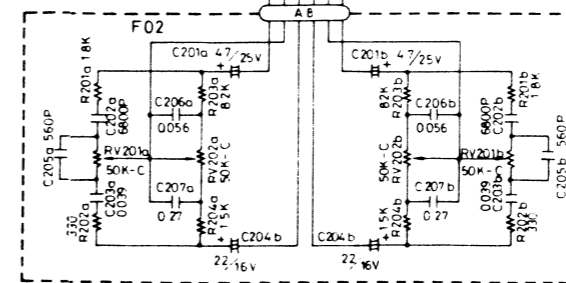 A B
F02
C201a 47/25V
C201b 47/25V
R201a 1.8K
R203a
82K
82K
R203b
R201b
1.8K
C202a
6800P
C206a
0.056
C206b
0.056
6800P
C202b
C205a 560P
560P
C205b
RV201a
50K-C
RV202a
50K-C
50K-C
RV202b
RV201b
50K-C
C203a
0.039
C207a
0.27
C207b
0.27
0.039
C203b
330
R202a
R204a
1.5K
1.5K
R204b
R202b
330
C204b
22/16V
C204b
22/16V